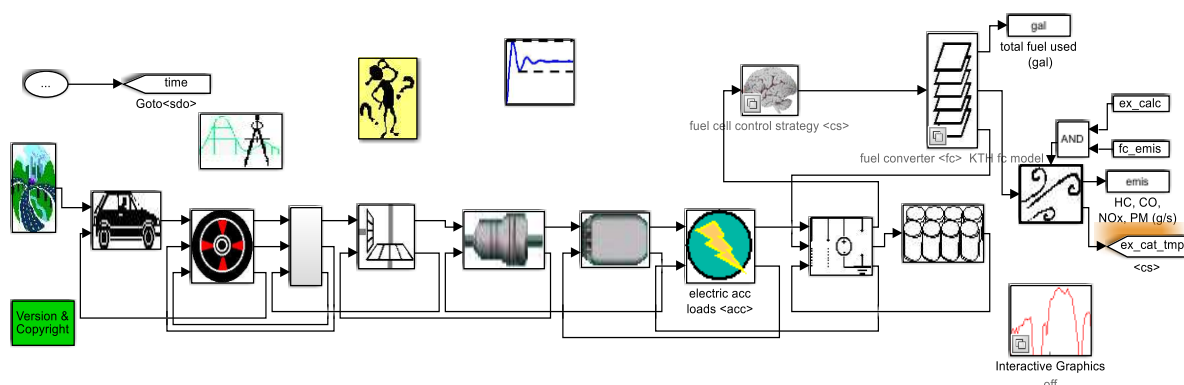 gal
total fuel used
(gal)
...
time
Goto<sdo>
fuel cell control strategy <cs>
ex_calc
AND
fc_emis
fuel converter <fc>  KTH fc model
emis
HC, CO,
NOx, PM (g/s)
ex_cat_tmp
<cs>
electric acc
loads <acc>
Version &
Copyright
Interactive Graphics
off